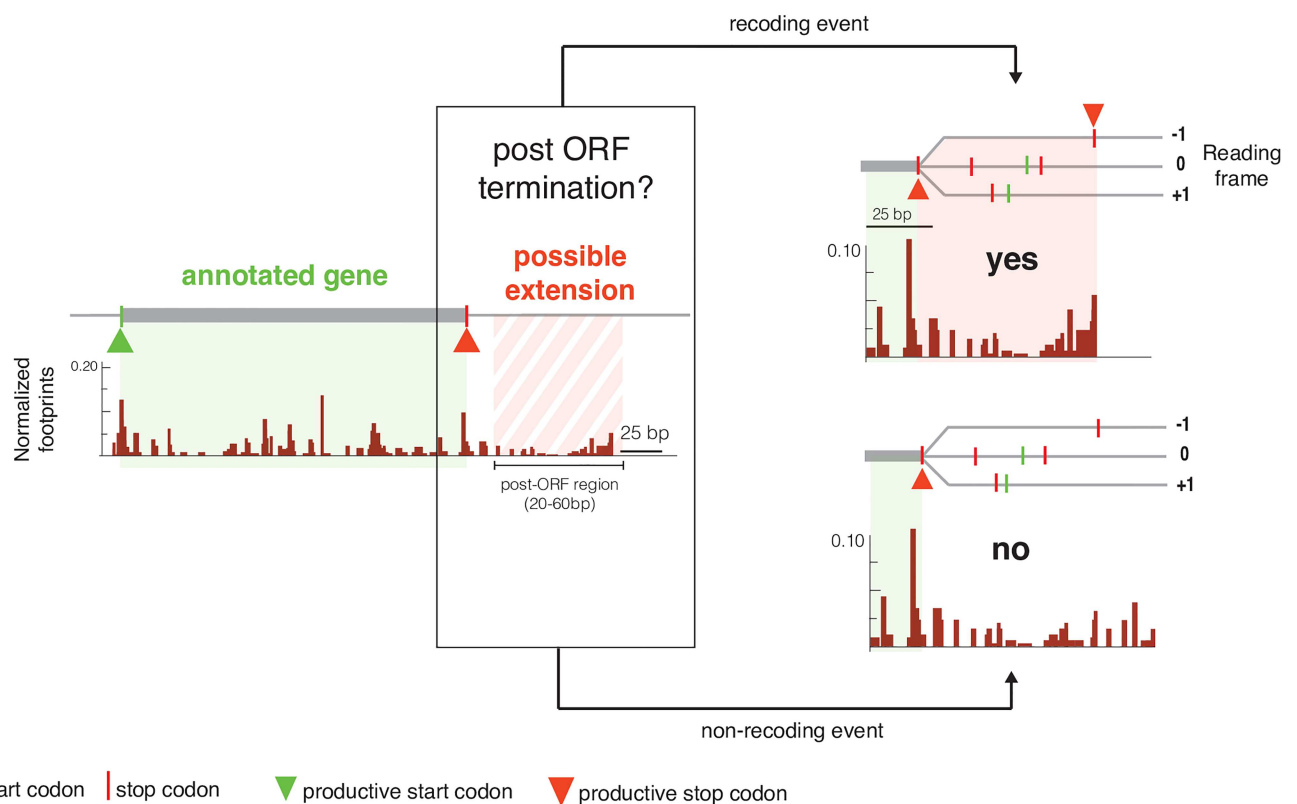 recoding event
post ORF
termination?
-1
0
+1
Reading
frame
25 bp
0.10
yes
annotated gene
possible
extension
Normalized
footprints
0.20
25 bp
post-ORF region
(20-60bp)
-1
0
+1
0.10
no
non-recoding event
art codon
stop codon
productive start codon
productive stop codon